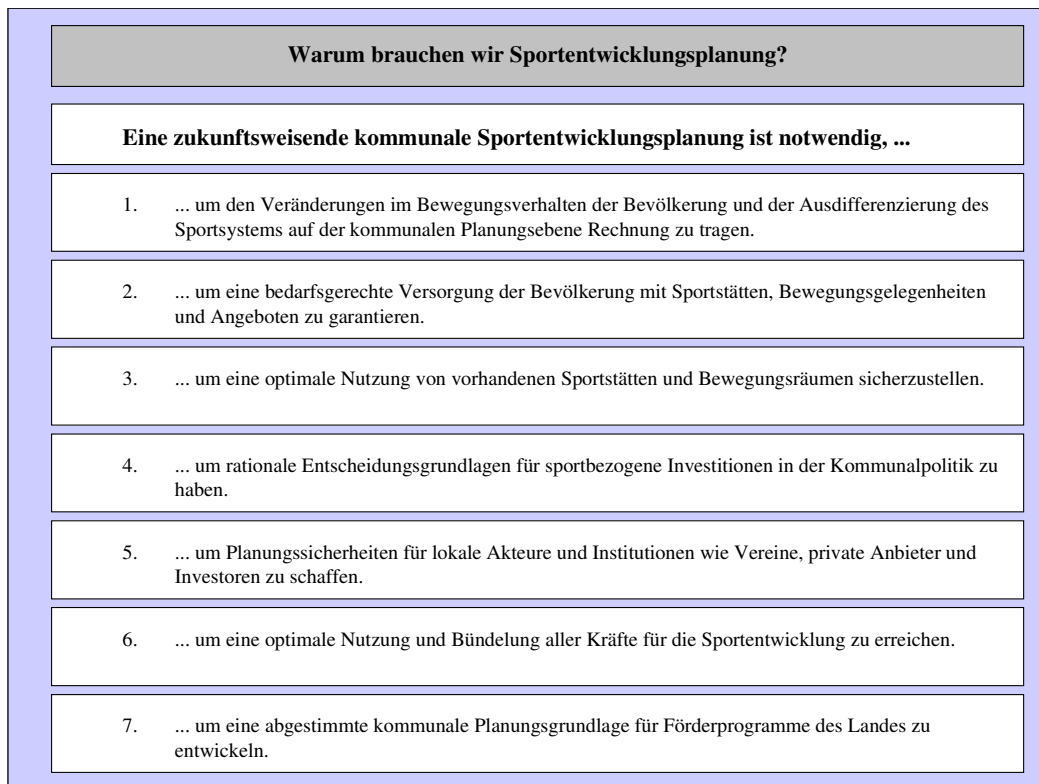 Warum brauchen wir Sportentwicklungsplanung?
Eine zukunftsweisende kommunale Sportentwicklungsplanung ist notwendig, ...
1. ... um den Veränderungen im Bewegungsverhalten der Bevölkerung und der Ausdifferenzierung des
Sportsystems auf der kommunalen Planungsebene Rechnung zu tragen.
2. ... um eine bedarfsgerechte Versorgung der Bevölkerung mit Sportstätten, Bewegungsgelegenheiten
und Angeboten zu garantieren.
3. ... um eine optimale Nutzung von vorhandenen Sportstätten und Bewegungsräumen sicherzustellen.
4. ... um rationale Entscheidungsgrundlagen für sportbezogene Investitionen in der Kommunalpolitik zu
haben.
5. ... um Planungssicherheiten für lokale Akteure und Institutionen wie Vereine, private Anbieter und
Investoren zu schaffen.
6. ... um eine optimale Nutzung und Bündelung aller Kräfte für die Sportentwicklung zu erreichen.
7. ... um eine abgestimmte kommunale Planungsgrundlage für Förderprogramme des Landes zu
entwickeln.